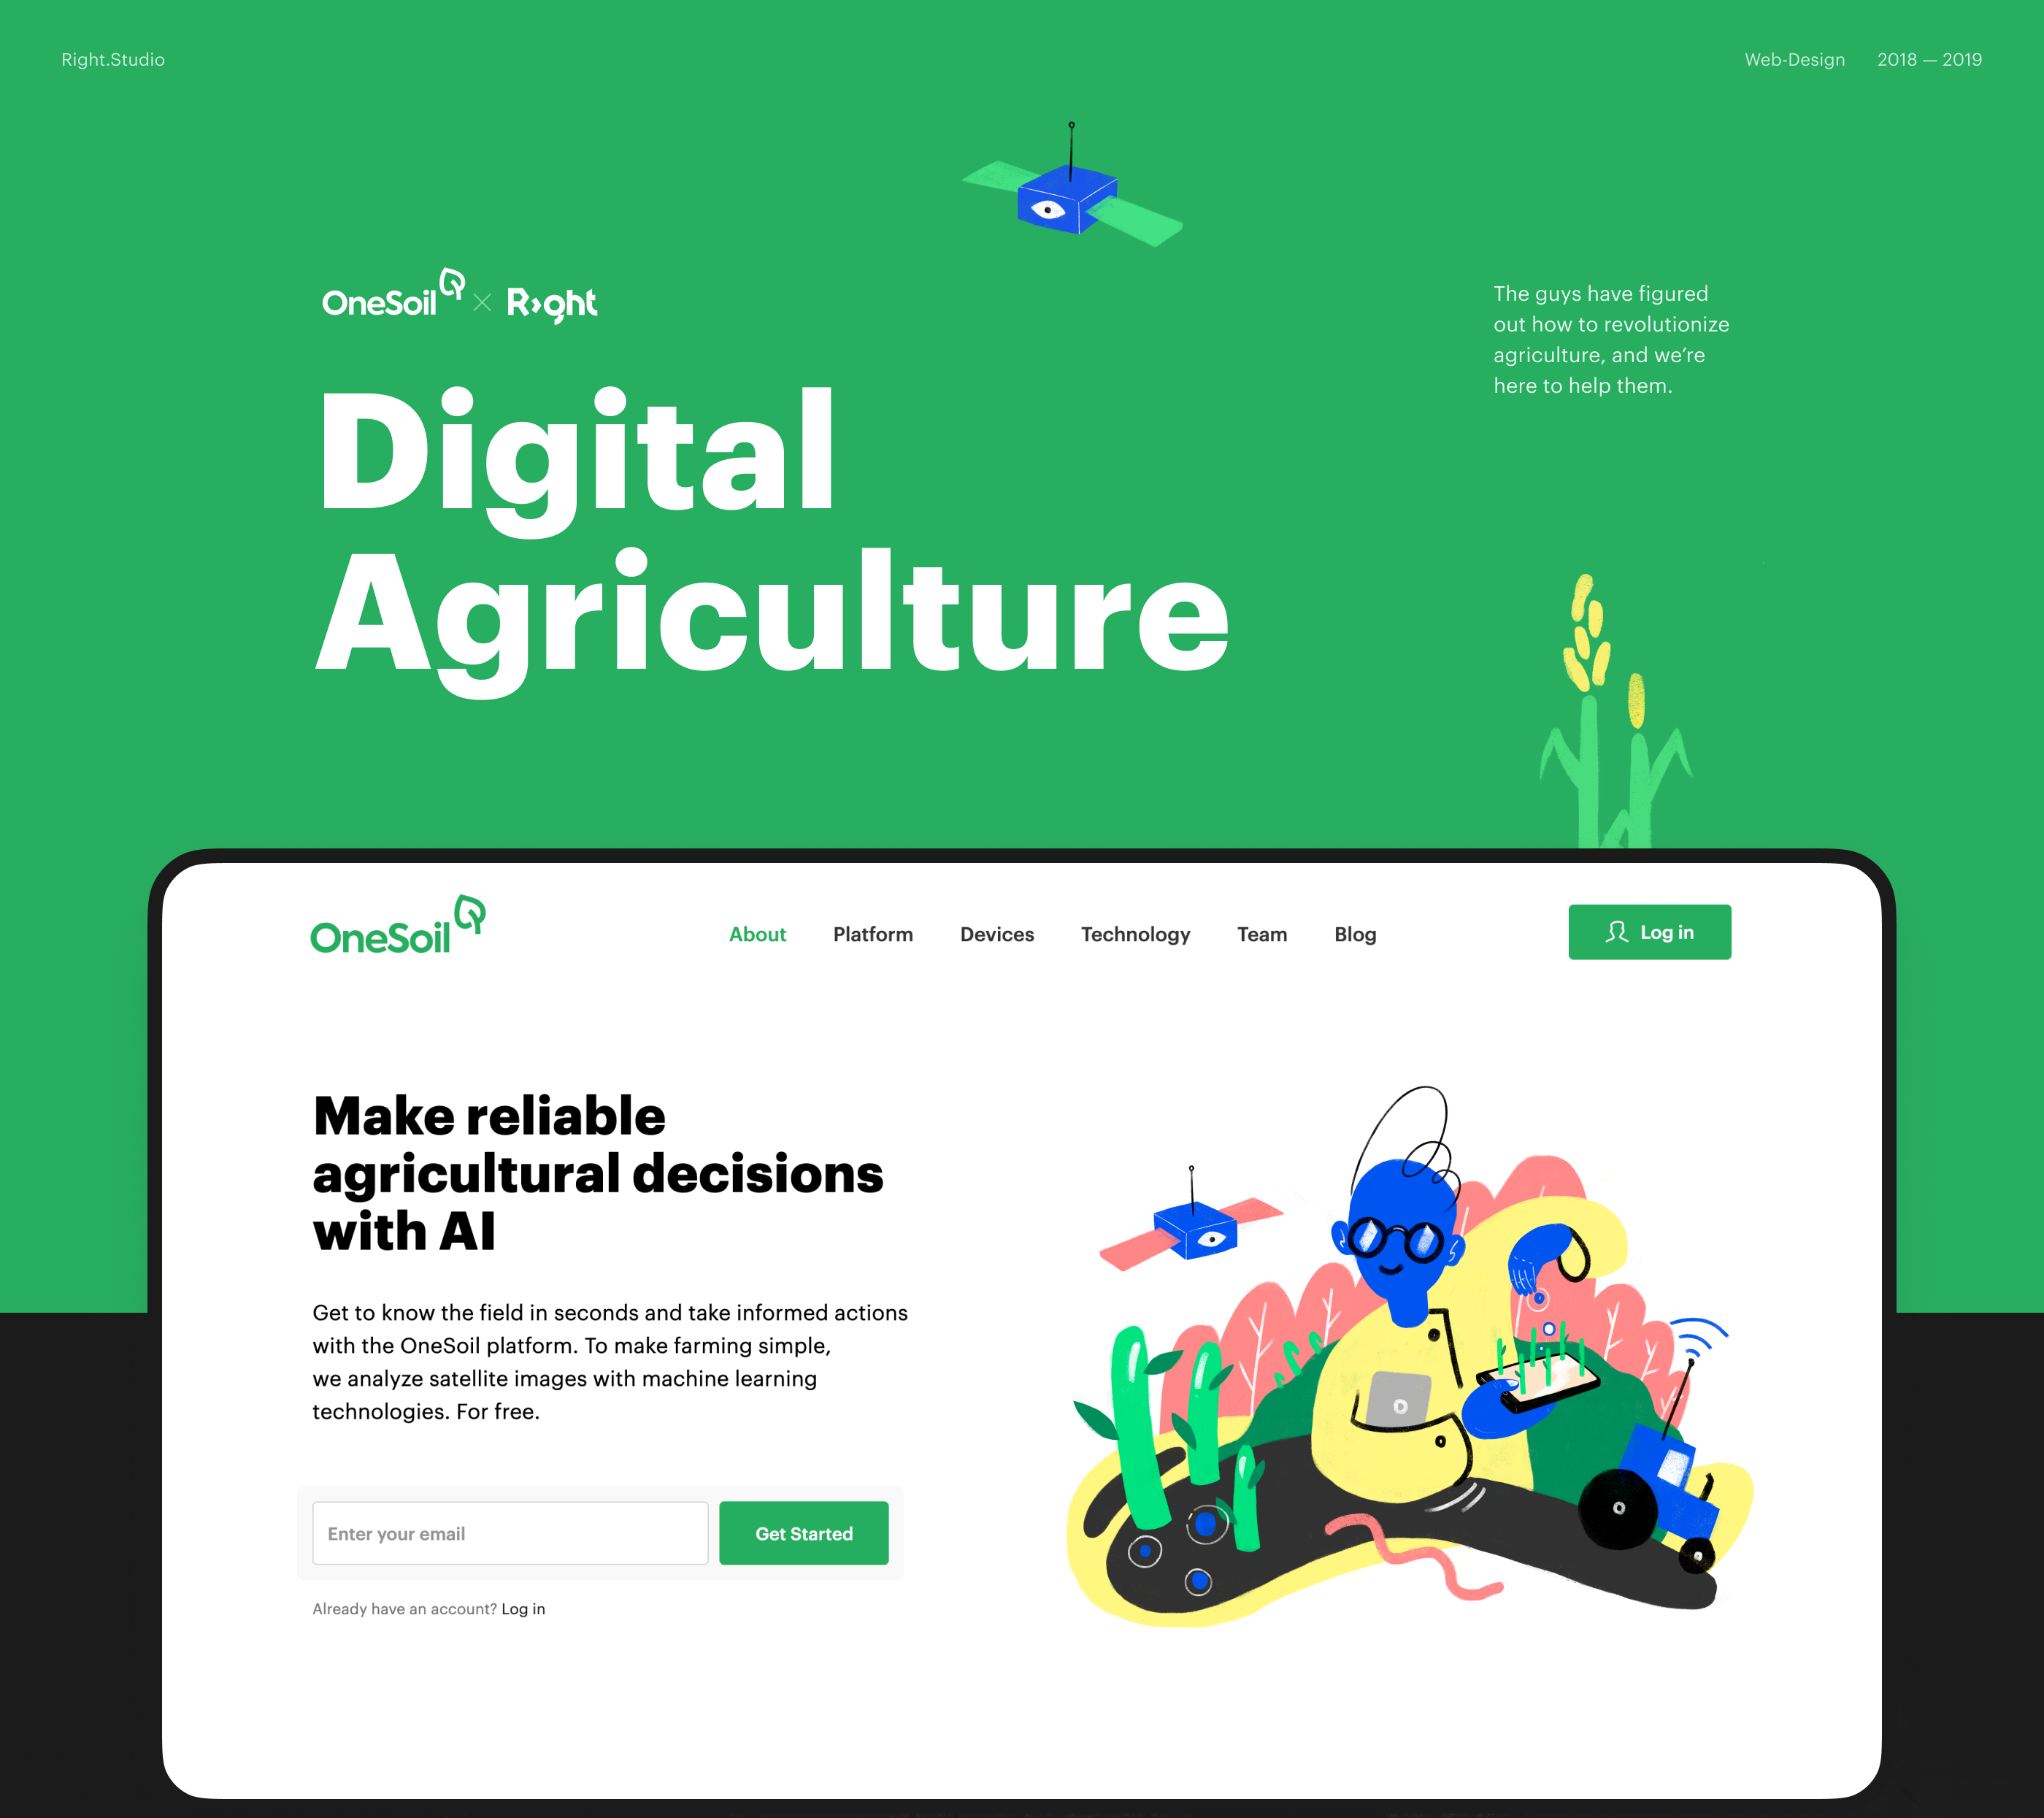 Right.Studio
Web-Design 2018 — 2019
OneSoil × Right
The guys have figured
out how to revolutionize
agriculture, and we’re
here to help them.
Digital
Agriculture
OneSoil
About Platform Devices Technology Team Blog
Log in
Make reliable
agricultural decisions
with AI
Get to know the field in seconds and take informed actions
with the OneSoil platform. To make farming simple,
we analyze satellite images with machine learning
technologies. For free.
Enter your email
Get Started
Already have an account? Log in